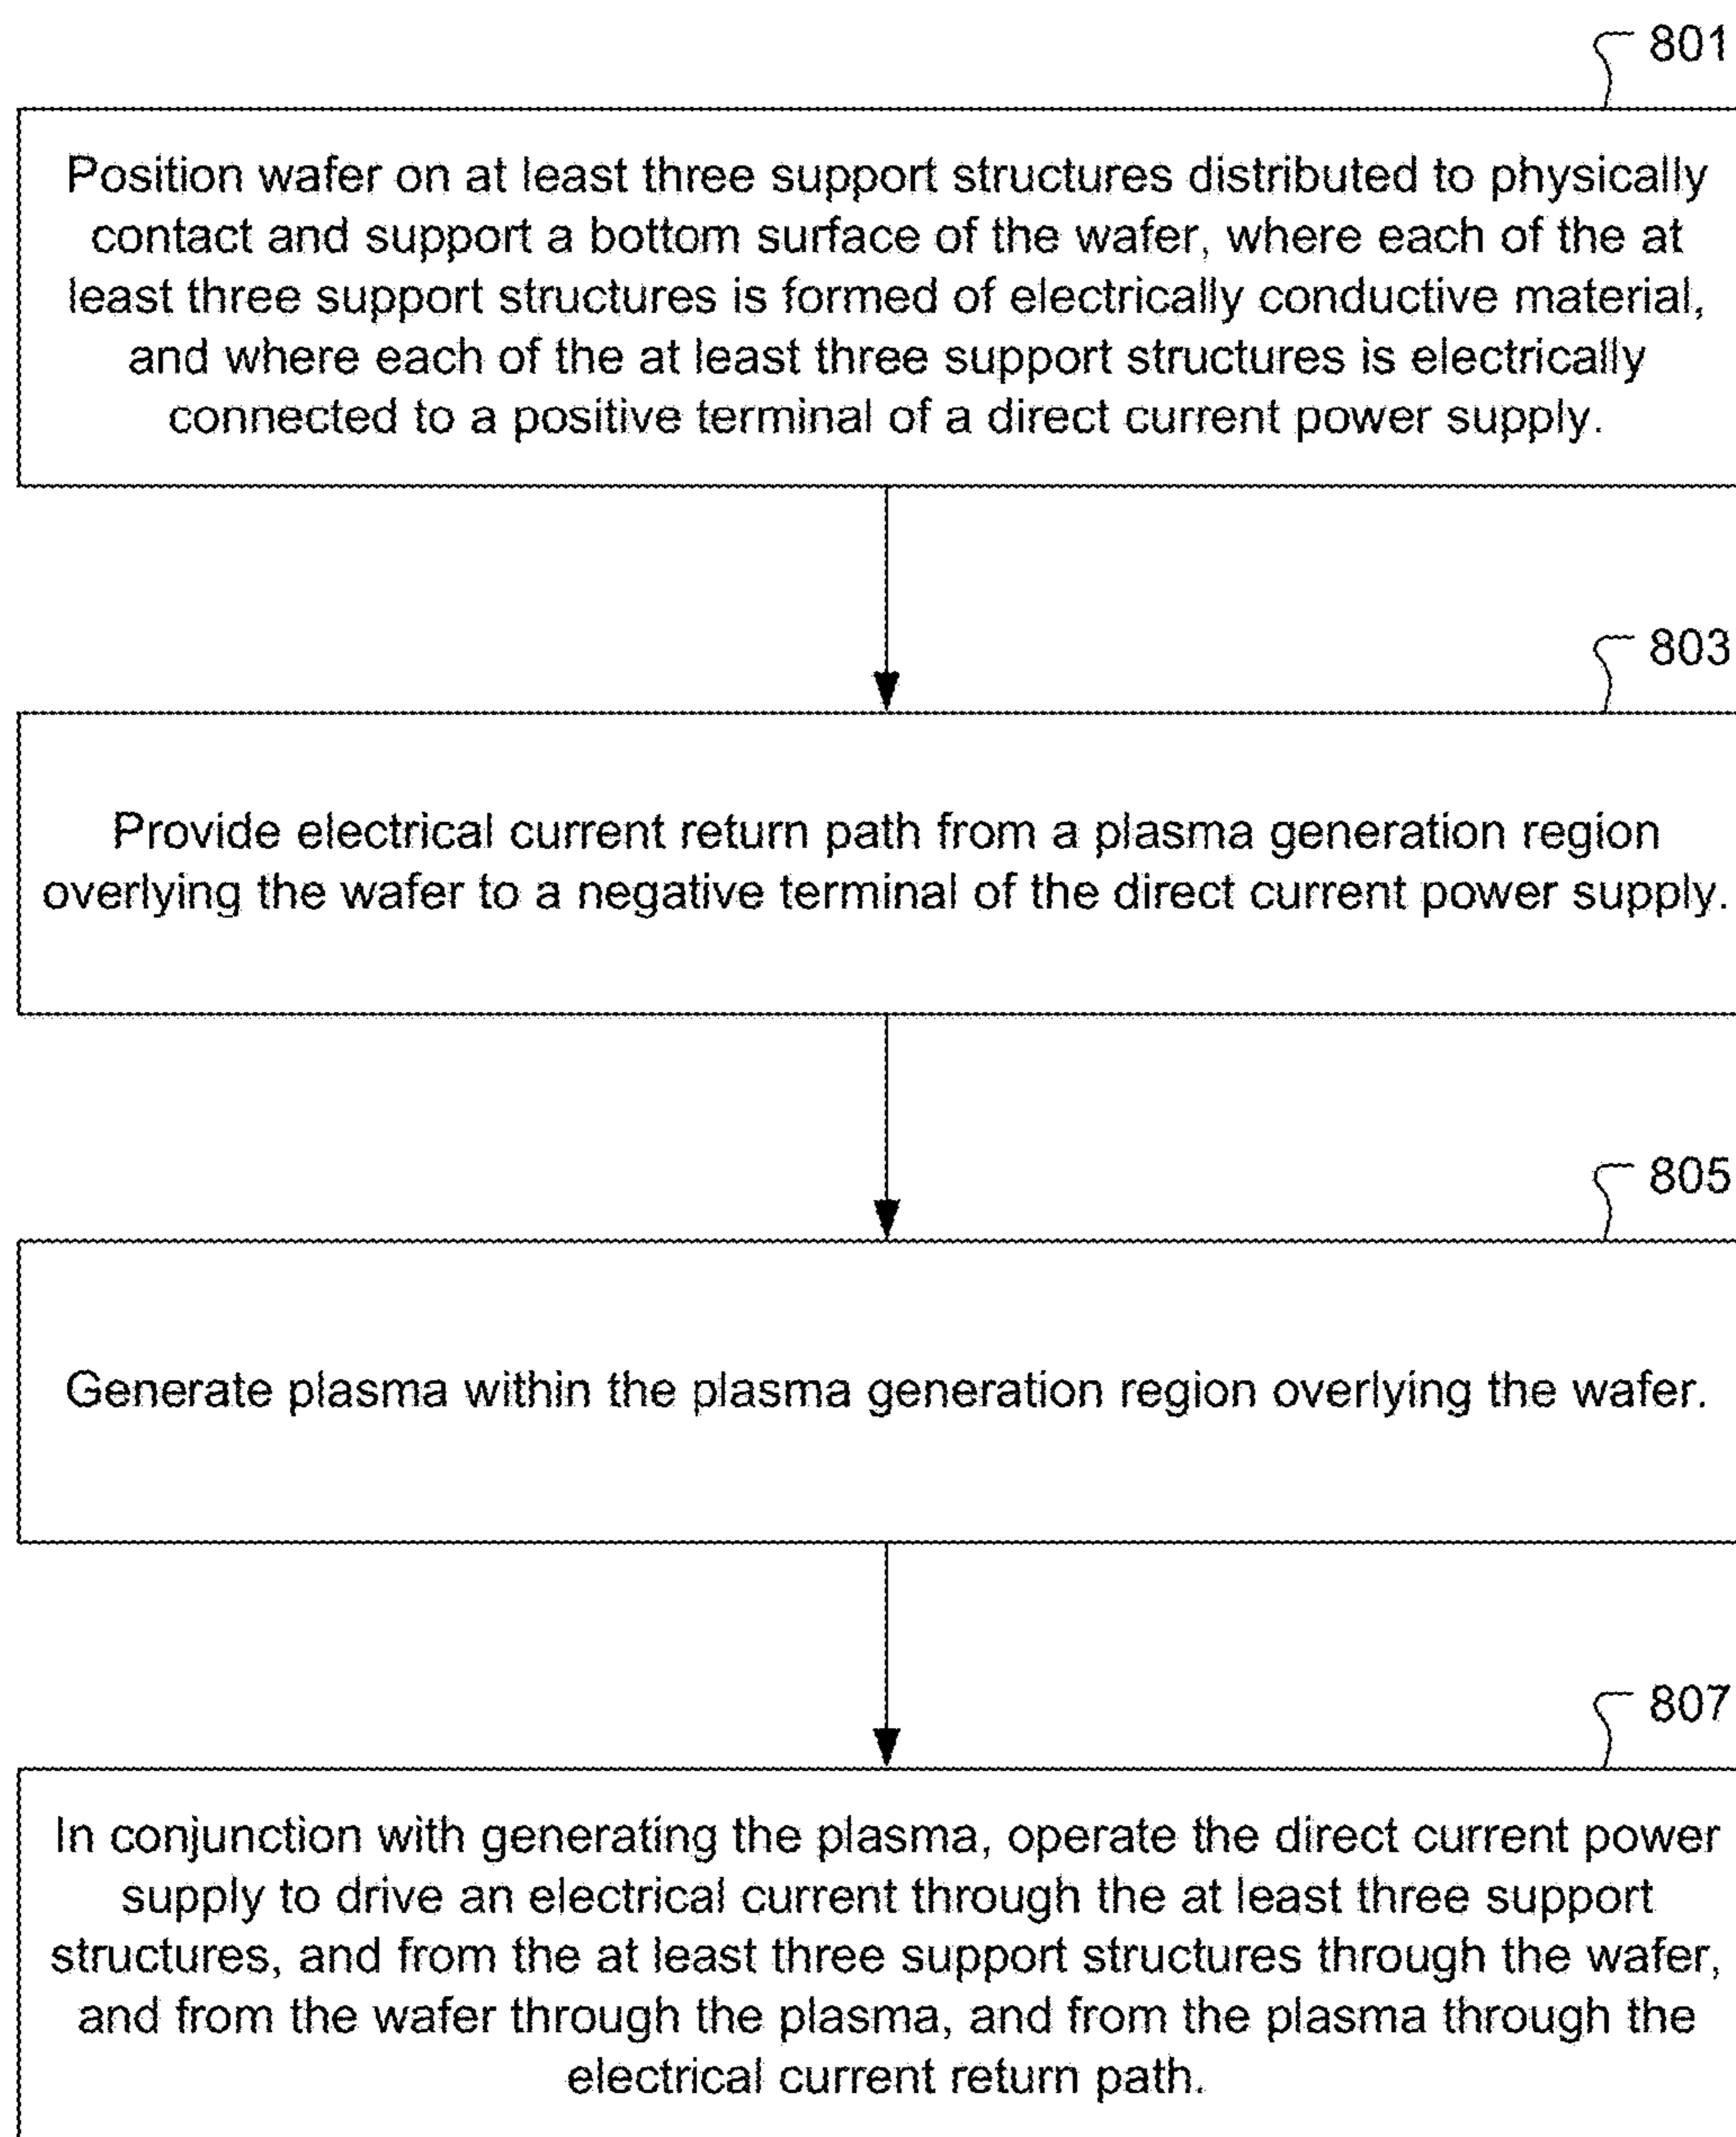 801
Position wafer on at least three support structures distributed to physically
contact and support a bottom surface of the wafer, where each of the at
least three support structures is formed of electrically conductive material,
and where each of the at least three support structures is electrically
connected to a positive terminal of a direct current power supply.
803
Provide electrical current return path from a plasma generation region
overlying the wafer to a negative terminal of the direct current power supply.
805
Generate plasma within the plasma generation region overlying the wafer.
807
In conjunction with generating the plasma, operate the direct current power
supply to drive an electrical current through the at least three support
structures, and from the at least three support structures through the wafer,
and from the wafer through the plasma, and from the plasma through the
electrical current return path.